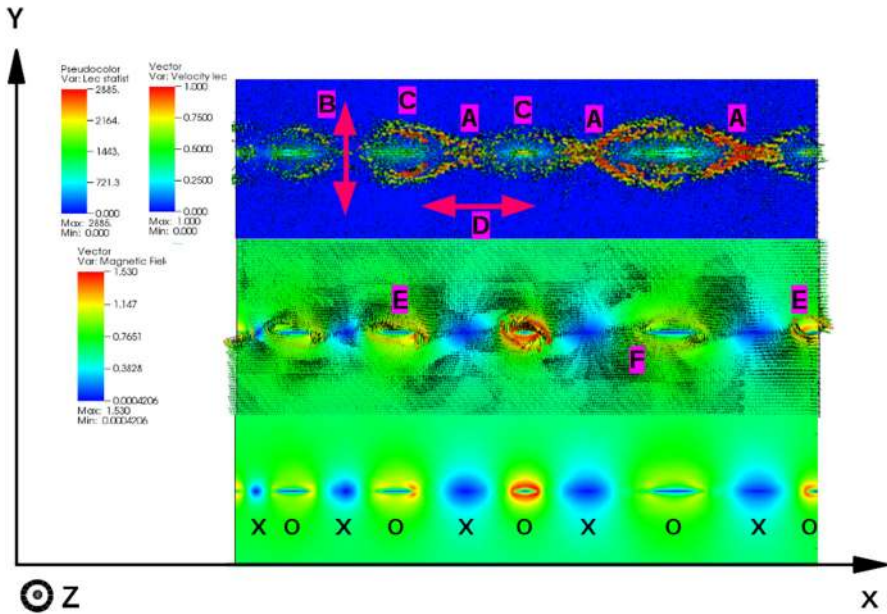 Y
Pseudocolor
Var: Lec statist
2885.
2164.
1443.
721.3
0.000
Max: 2885.
Min: 0.000
Vector
Var: Velocity lec
1.000
0.7500
0.5000
0.2500
0.000
Max: 1.000
Min: 0.000
B C A C A A
D
Vector
Var: Magnetic Fiel
1.530
1.147
0.7651
0.3828
0.0004206
Max: 1.530
Min: 0.0004206
E E
F
X O X O X O X O X O
Z
X